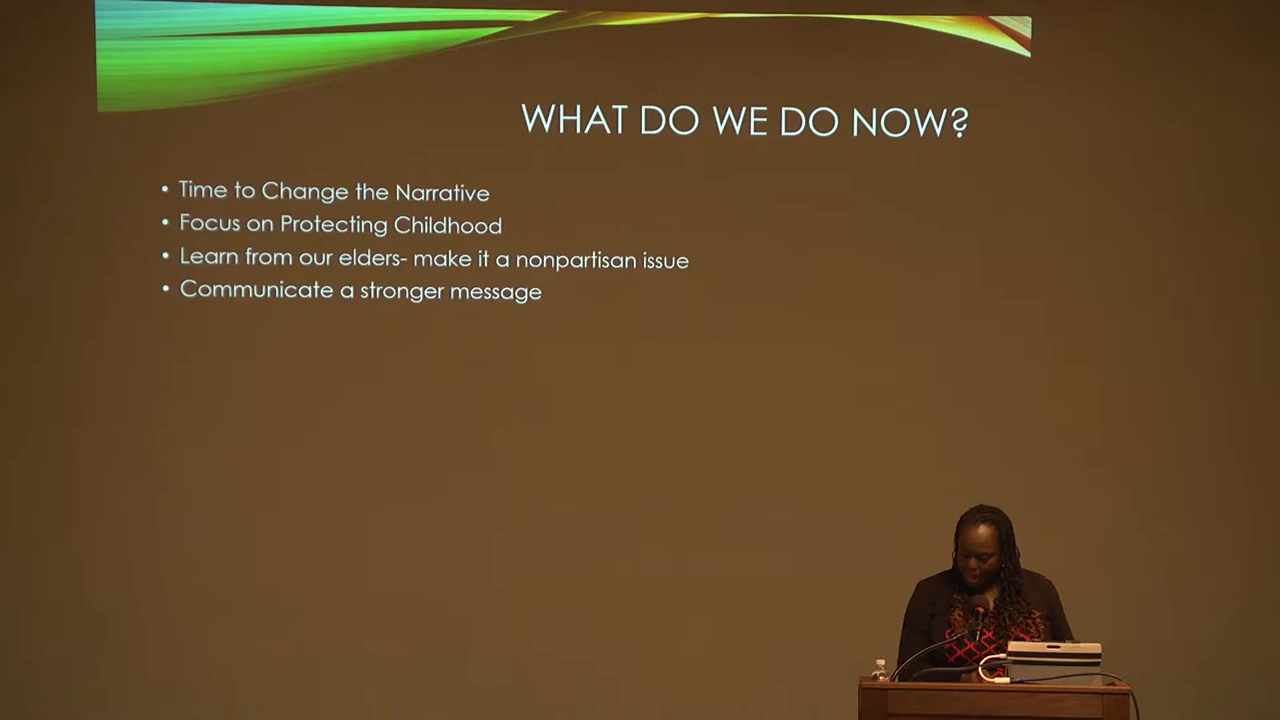 WHAT DO WE DO NOW?
• Time to Change the Narrative
• Focus on Protecting Childhood
• Learn from our elders- make it a nonpartisan issue
• Communicate a stronger message